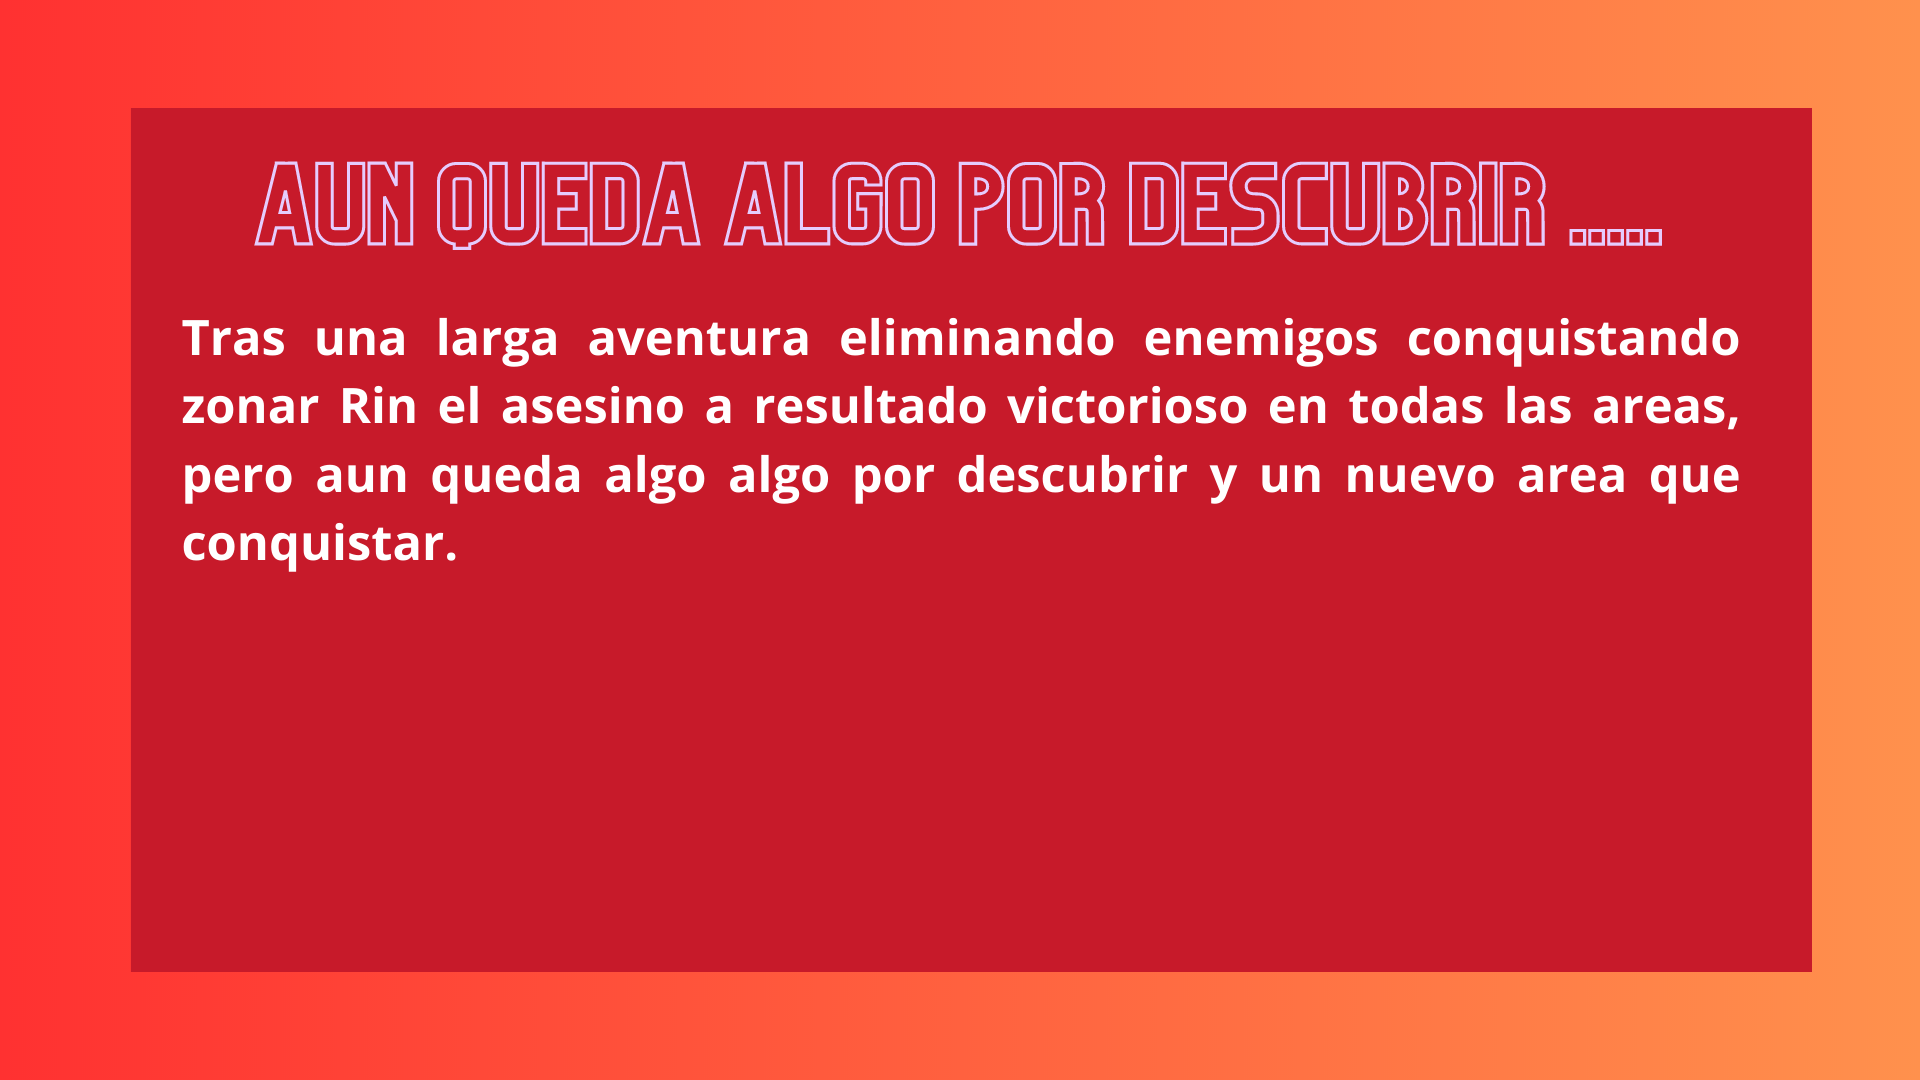 AUN QUEDA ALGO POR DESCUBRIR .....
Tras una larga aventura eliminando enemigos conquistando
zonar Rin el asesino a resultado victorioso en todas las areas,
pero aun queda algo algo por descubrir y un nuevo area que
conquistar.